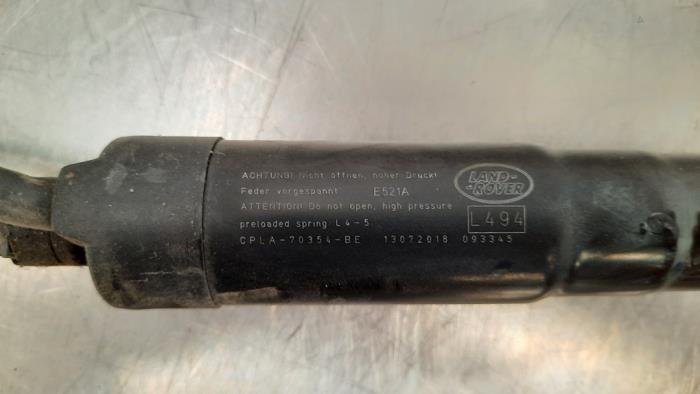 ACHTUNG! Nicht öffnen, hoher Druck!
Feder vorgespannt E521A
ATTENTION! Do not open, high pressure
preloaded spring L4-5
CPLA-70354-BE 13072018 093345
LAND-
ROVER
L494